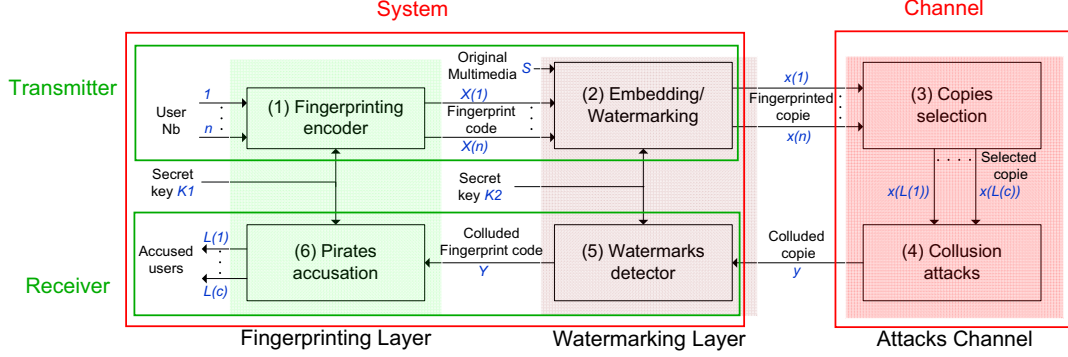 System
Channel
Transmitter
User
Nb
1
n
(1) Fingerprinting
encoder
X(1)
Fingerprint
code
X(n)
Original
Multimedia S
(2) Embedding/
Watermarking
x(1)
Fingerprinted
copie
x(n)
(3) Copies
selection
Secret
key K1
Secret
key K2
Selected
copie
x(L(1))
x(L(c))
Receiver
Accused
users
L(1)
L(c)
(6) Pirates
accusation
Colluded
Fingerprint code
Y
(5) Watermarks
detector
Colluded
copie
y
(4) Collusion
attacks
Fingerprinting Layer
Watermarking Layer
Attacks Channel